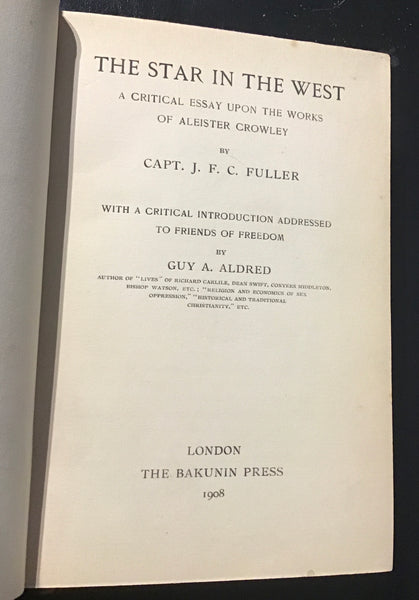 THE STAR IN THE WEST
A CRITICAL ESSAY UPON THE WORKS
OF ALEISTER CROWLEY
BY
CAPT. J. F. C. FULLER
WITH A CRITICAL INTRODUCTION ADDRESSED
TO FRIENDS OF FREEDOM
BY
GUY A. ALDRED
AUTHOR OF "LIVES" OF RICHARD CARLILE, DEAN SWIFT, CONYERS MIDDLETON,
BISHOP WATSON, ETC.; "RELIGION AND ECONOMICS OF SEX
OPPRESSION," "HISTORICAL AND TRADITIONAL
CHRISTIANITY," ETC.
LONDON
THE BAKUNIN PRESS
1908